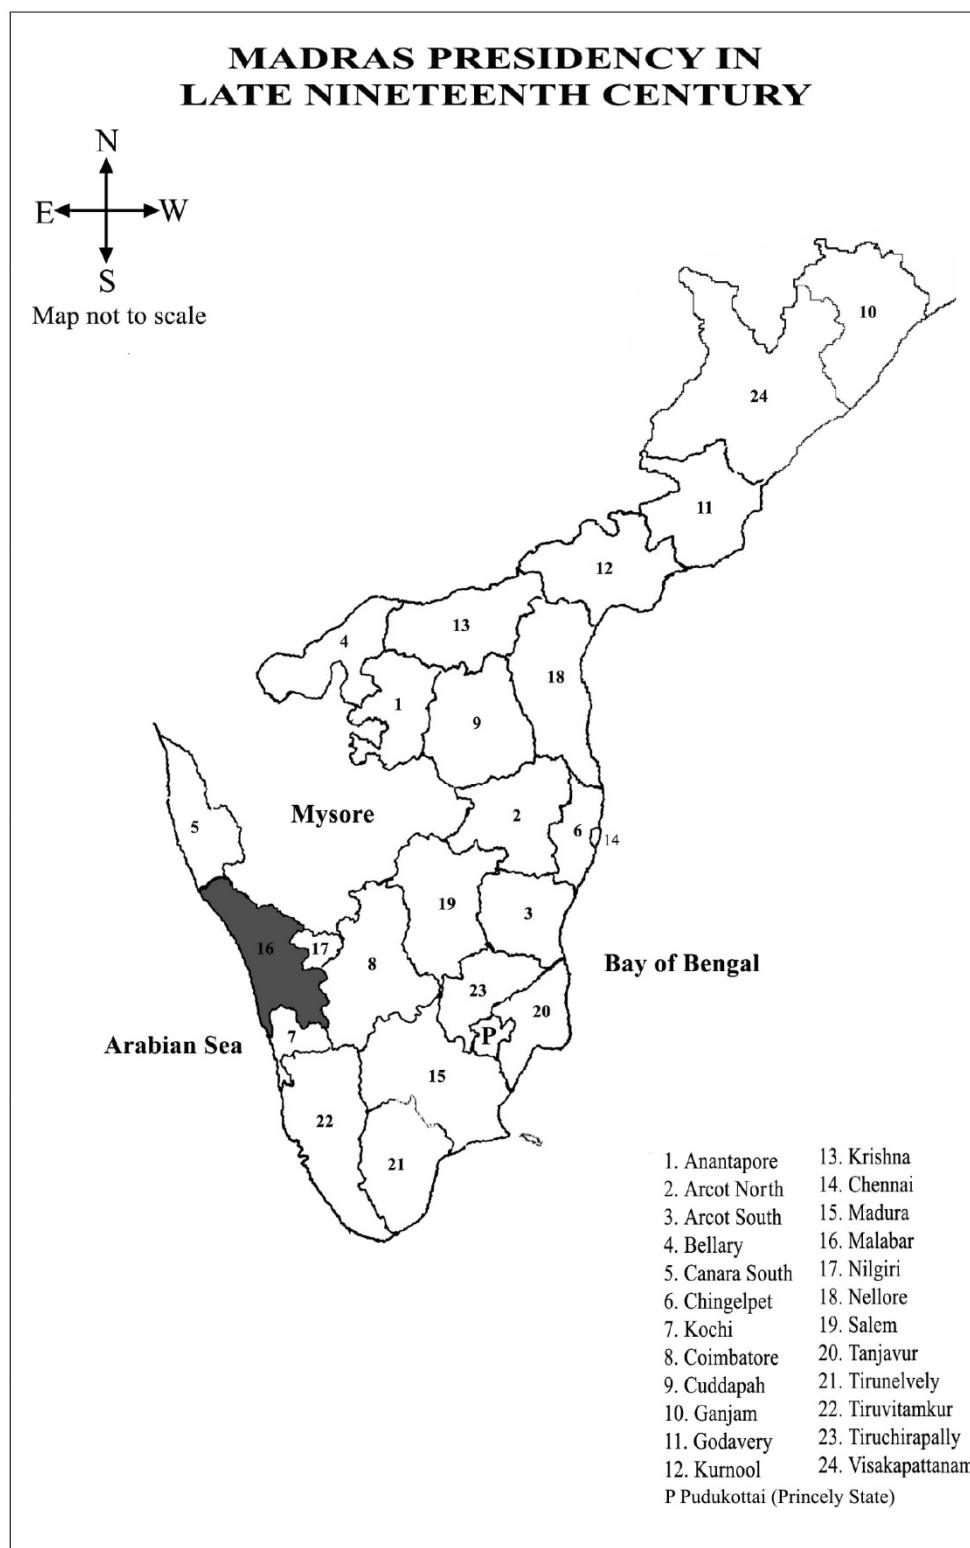 MADRAS PRESIDENCY IN
LATE NINETEENTH CENTURY
N
E W
S
Map not to scale
10
24
11
12
13
4
18
1
9
Mysore
2
5
6
14
19
3
16
17
8
Bay of Bengal
23
20
P
7
Arabian Sea
15
22
21
1. Anantapore
2. Arcot North
3. Arcot South
4. Bellary
5. Canara South
6. Chingelpet
7. Kochi
8. Coimbatore
9. Cuddapah
10. Ganjam
11. Godavery
12. Kurnool
13. Krishna
14. Chennai
15. Madura
16. Malabar
17. Nilgiri
18. Nellore
19. Salem
20. Tanjavur
21. Tirunelvely
22. Tiruvitamkur
23. Tiruchirapally
24. Visakapattanam
P Pudukottai (Princely State)